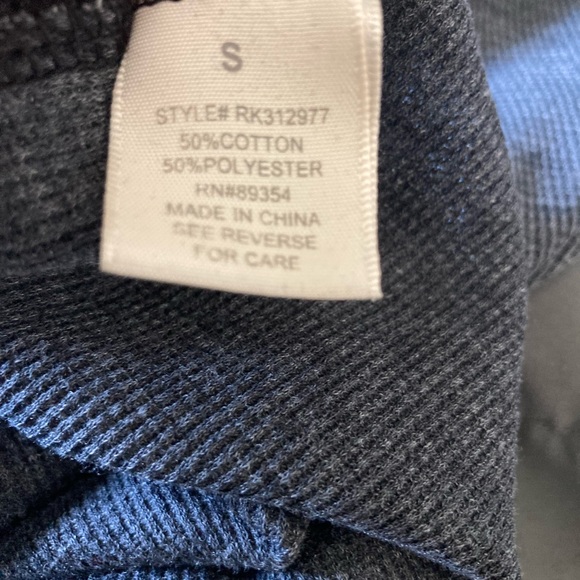 S
STYLE# RK312977
50%COTTON
50%POLYESTER
RN#89354
MADE IN CHINA
SEE REVERSE
FOR CARE